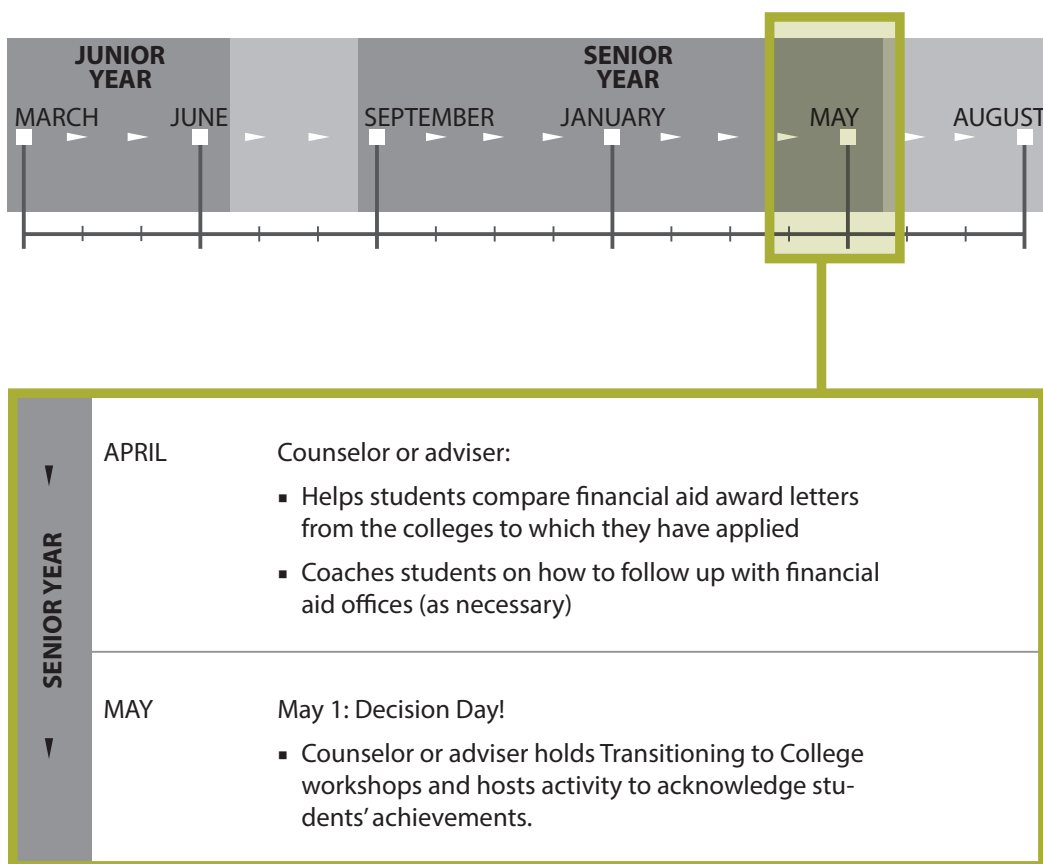 JUNIOR
YEAR
SENIOR
YEAR
MARCH JUNE SEPTEMBER JANUARY MAY AUGUST
SENIOR YEAR
APRIL
Counselor or adviser:
▪ Helps students compare financial aid award letters
from the colleges to which they have applied
▪ Coaches students on how to follow up with financial
aid offices (as necessary)
MAY
May 1: Decision Day!
▪ Counselor or adviser holds Transitioning to College
workshops and hosts activity to acknowledge stu-
dents’ achievements.